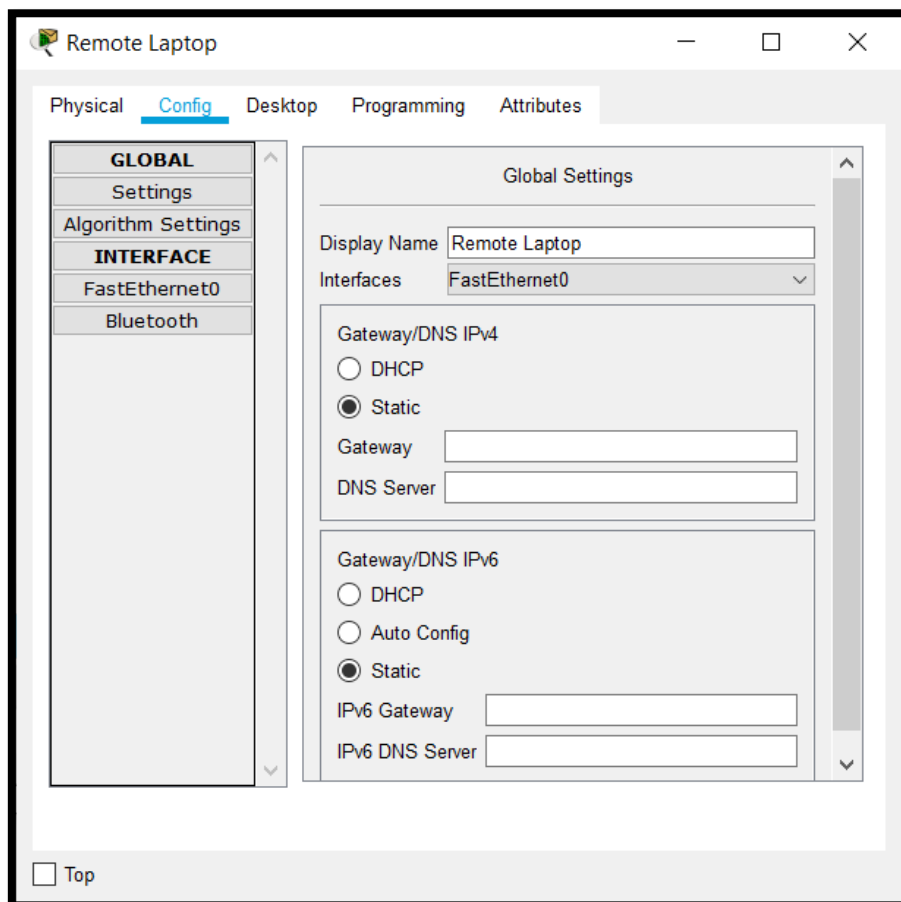 Remote Laptop
Physical Config Desktop Programming Attributes
GLOBAL
Settings
Algorithm Settings
INTERFACE
FastEthernet0
Bluetooth
Global Settings
Display Name Remote Laptop
Interfaces FastEthernet0
Gateway/DNS IPv4
DHCP
Static
Gateway
DNS Server
Gateway/DNS IPv6
DHCP
Auto Config
Static
IPv6 Gateway
IPv6 DNS Server
Top